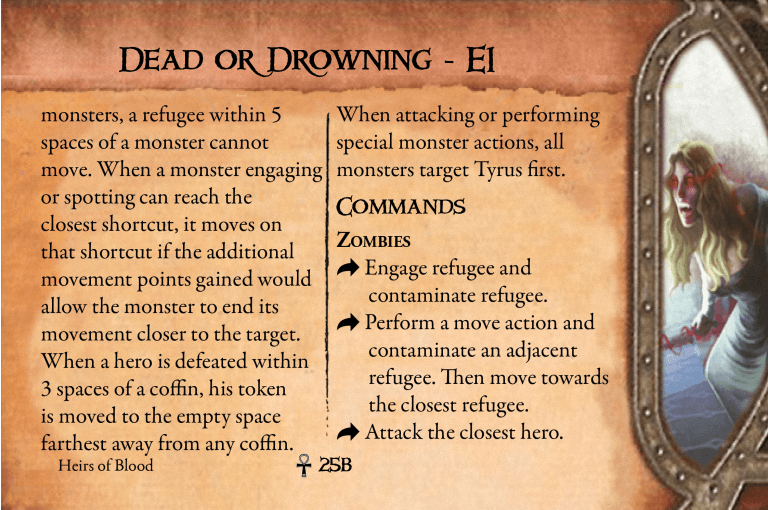 Dead or Drowning - E1
monsters, a refugee within 5
spaces of a monster cannot
move. When a monster engaging
or spotting can reach the
closest shortcut, it moves on
that shortcut if the additional
movement points gained would
allow the monster to end its
movement closer to the target.
When a hero is defeated within
3 spaces of a coffin, his token
is moved to the empty space
farthest away from any coffin.
When attacking or performing
special monster actions, all
monsters target Tyrus first.
Commands
Zombies
Engage refugee and
contaminate refugee.
Perform a move action and
contaminate an adjacent
refugee. Then move towards
the closest refugee.
Attack the closest hero.
Heirs of Blood
25B